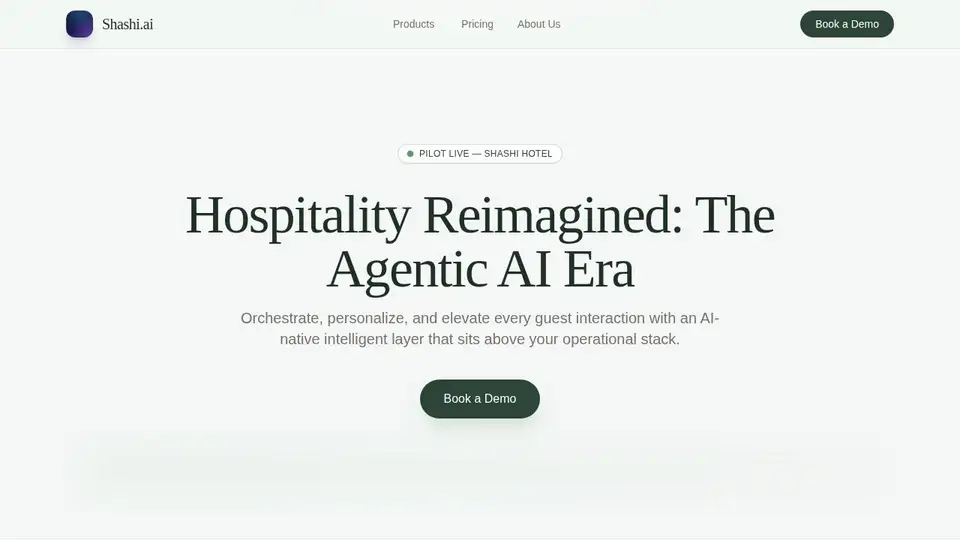 Shashi.ai
Products
Pricing
About Us
Book a Demo
PILOT LIVE — SHASHI HOTEL
Hospitality Reimagined: The
Agentic AI Era
Orchestrate, personalize, and elevate every guest interaction with an AI-
native intelligent layer that sits above your operational stack.
Book a Demo